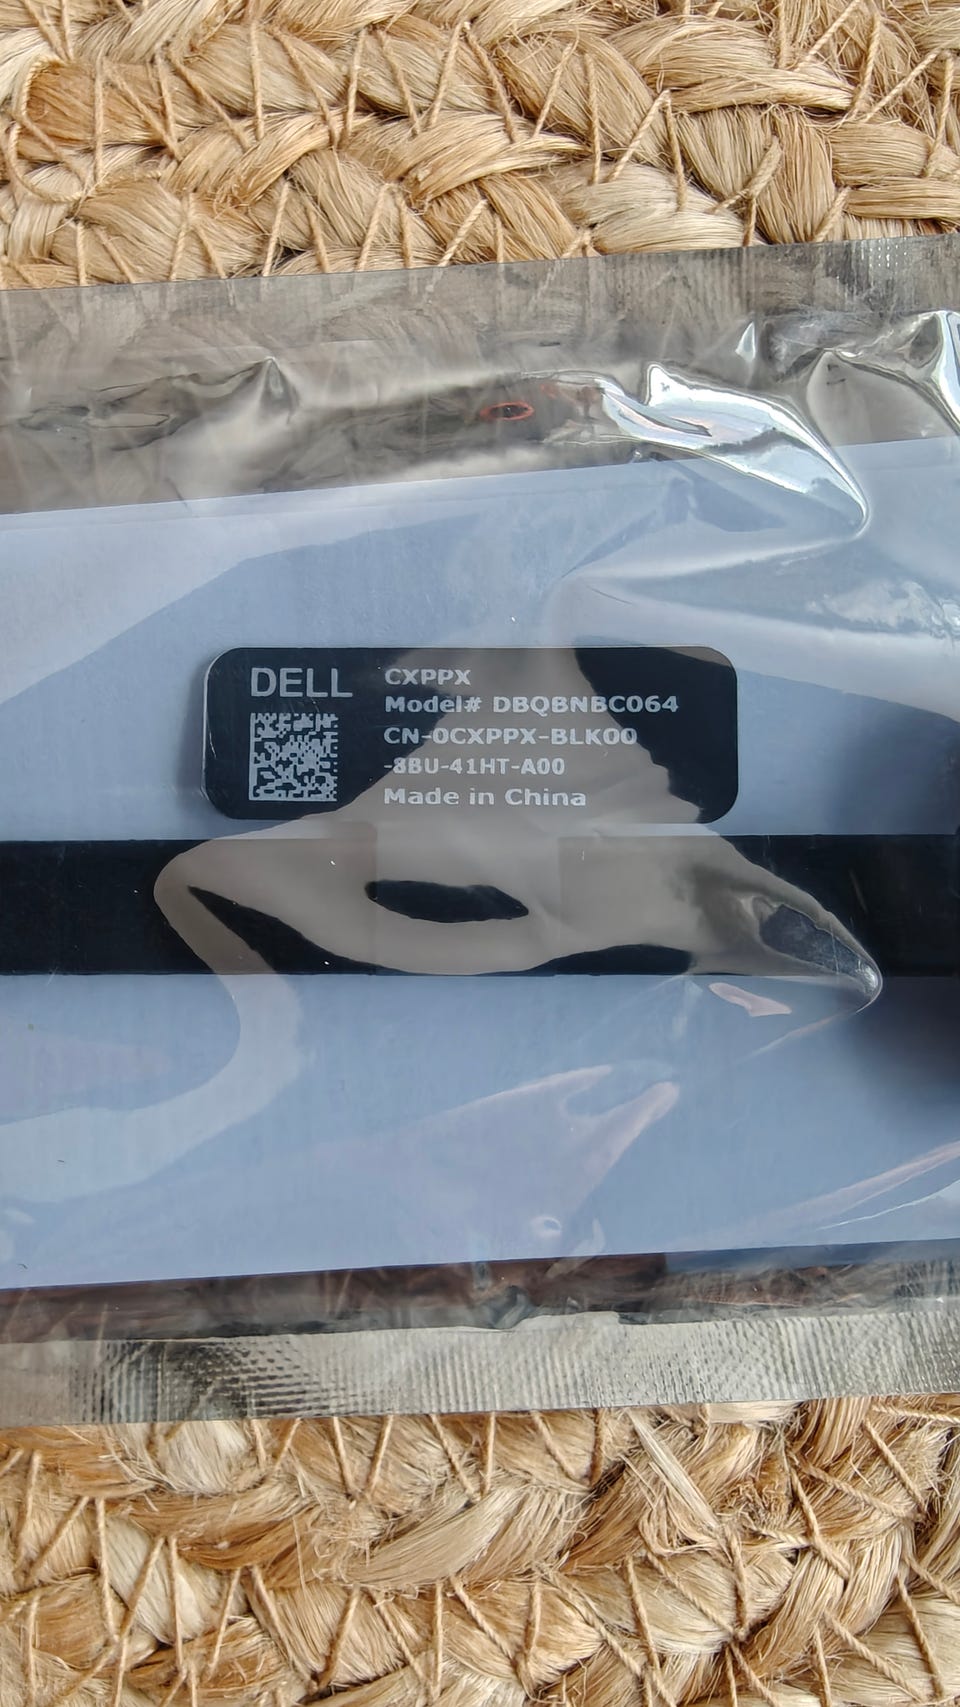 DELL
CXPPX
Model# DBQBNBC064
CN-0CXPPX-BLK00
-8BU-41HT-A00
Made in China